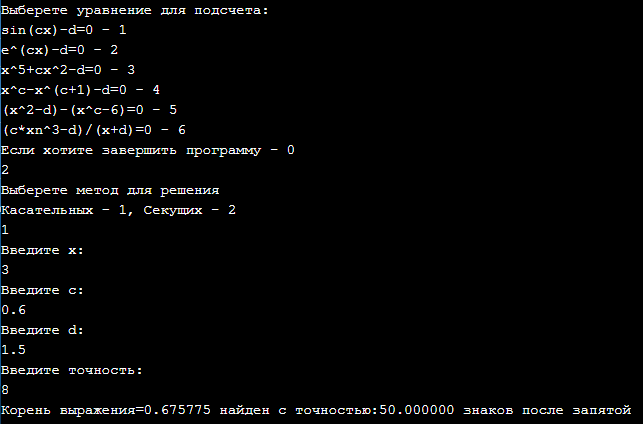 Выберете уравнение для подсчета:
sin(cx)-d=0 - 1
e^(cx)-d=0 - 2
x^5+cx^2-d=0 - 3
x^c-x^(c+1)-d=0 - 4
(x^2-d)-(x^c-6)=0 - 5
(c*xn^3-d)/(x+d)=0 - 6
Если хотите завершить программу - 0
2
Выберете метод для решения
Касательных - 1, Секущих - 2
1
Введите x:
3
Введите c:
0.6
Введите d:
1.5
Введите точность:
8
Корень выражения=0.675775 найден с точностью:50.000000 знаков после запятой